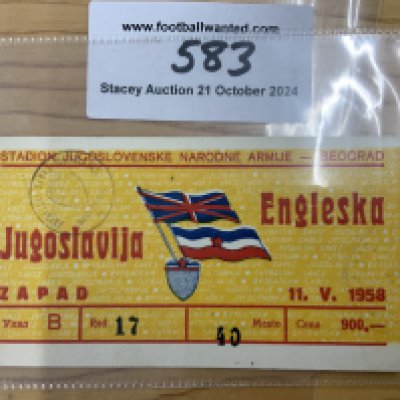 www.footballwanted.com
583
Stacey Auction 21 October 2024
STADION JUGOSLOVENSKE NARODNE ARMIJE — BEOGRAD
Engleska
Jugoslavija
ZAPAD 11. V. 1958
B Red 17 40 Mesto Cena 900.—